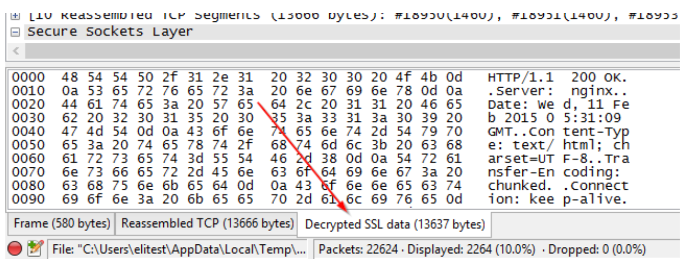 [10 Reassembled TCP Segments (13666 bytes): #18950(1460), #18951(1460), #18953
Secure Sockets Layer
0000 48 54 54 50 2f 31 2e 31 20 32 30 30 20 4f 4b 0d HTTP/1.1 200 OK.
0010 0a 53 65 72 76 65 72 3a 20 6e 67 69 6e 78 0d 0a .Server: nginx..
0020 44 61 74 65 3a 20 57 65 64 2c 20 31 31 20 46 65 Date: We d, 11 Fe
0030 62 20 32 30 31 35 20 30 35 3a 33 31 3a 30 39 20 b 2015 0 5:31:09
0040 47 4d 54 0d 0a 43 6f 6e 74 65 6e 74 2d 54 79 70 GMT..Con tent-Typ
0050 65 3a 20 74 65 78 74 2f 68 74 6d 6c 3b 20 63 68 e: text/ html; ch
0060 61 72 73 65 74 3d 55 54 46 2d 38 0d 0a 54 72 61 arset=UT F-8..Tra
0070 6e 73 66 65 72 2d 45 6e 63 6f 64 69 6e 67 3a 20 nsfer-En coding:
0080 63 68 75 6e 6b 65 64 0d 0a 43 6f 6e 6e 65 63 74 chunked. .Connect
0090 69 6f 6e 3a 20 6b 65 65 70 2d 61 6c 69 76 65 0d ion: kee p-alive.
Frame (580 bytes) Reassembled TCP (13666 bytes) Decrypted SSL data (13637 bytes)
File: "C:\Users\elitest\AppData\Local\Temp\... Packets: 22624 · Displayed: 2264 (10.0%) · Dropped: 0 (0.0%)